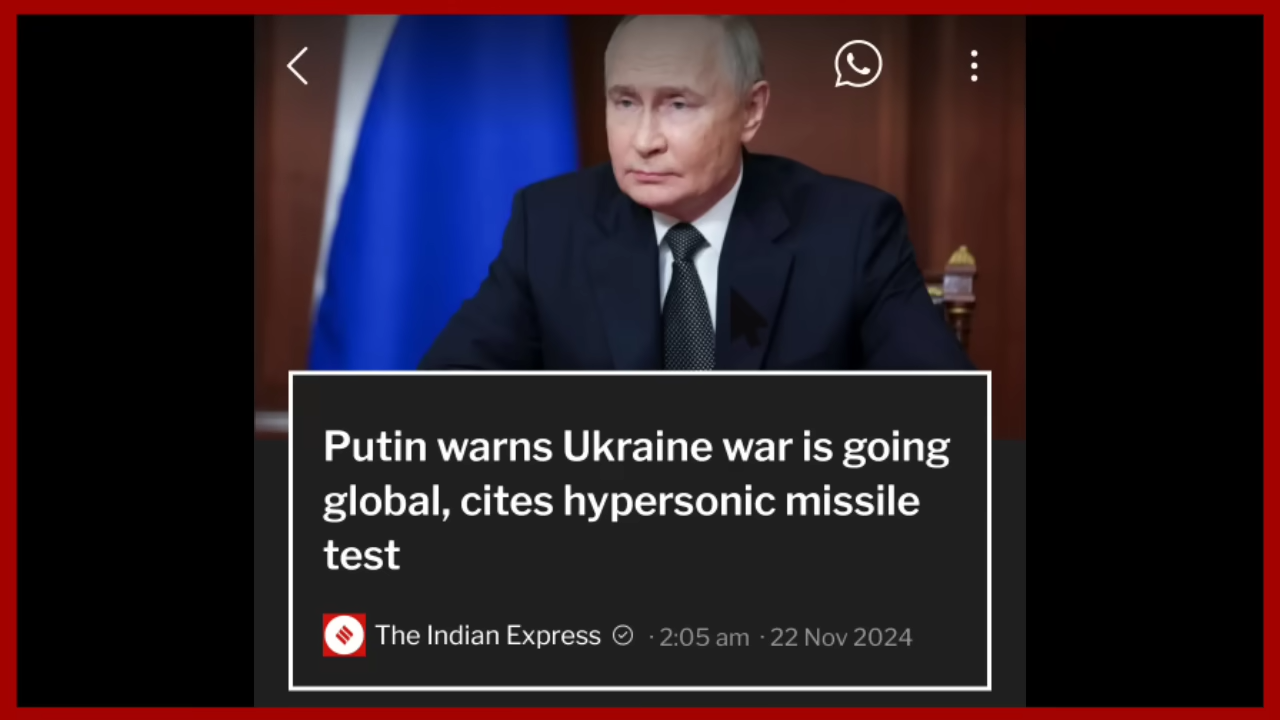 Putin warns Ukraine war is going
global, cites hypersonic missile
test
The Indian Express · 2:05 am · 22 Nov 2024